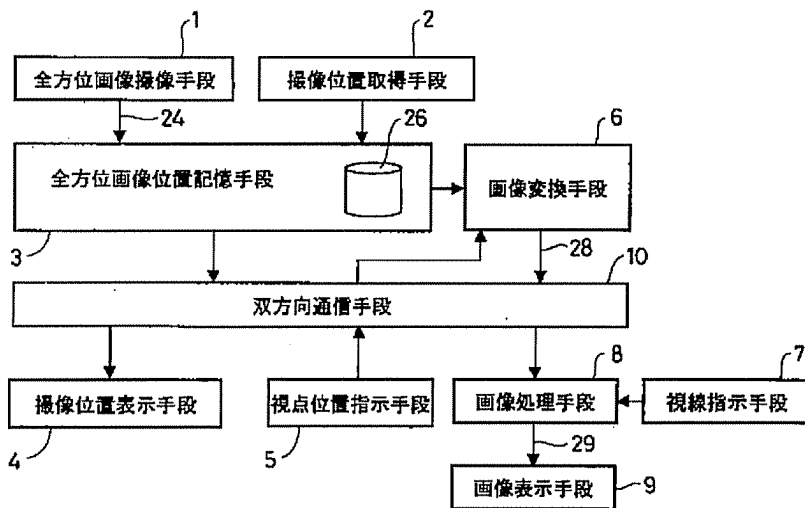 1
2
全方位画像撮像手段
撮像位置取得手段
24
26
6
全方位画像位置記憶手段
画像変換手段
3
28
10
双方向通信手段
8
7
撮像位置表示手段
視点位置指示手段
画像処理手段
視線指示手段
4
5
29
画像表示手段
9